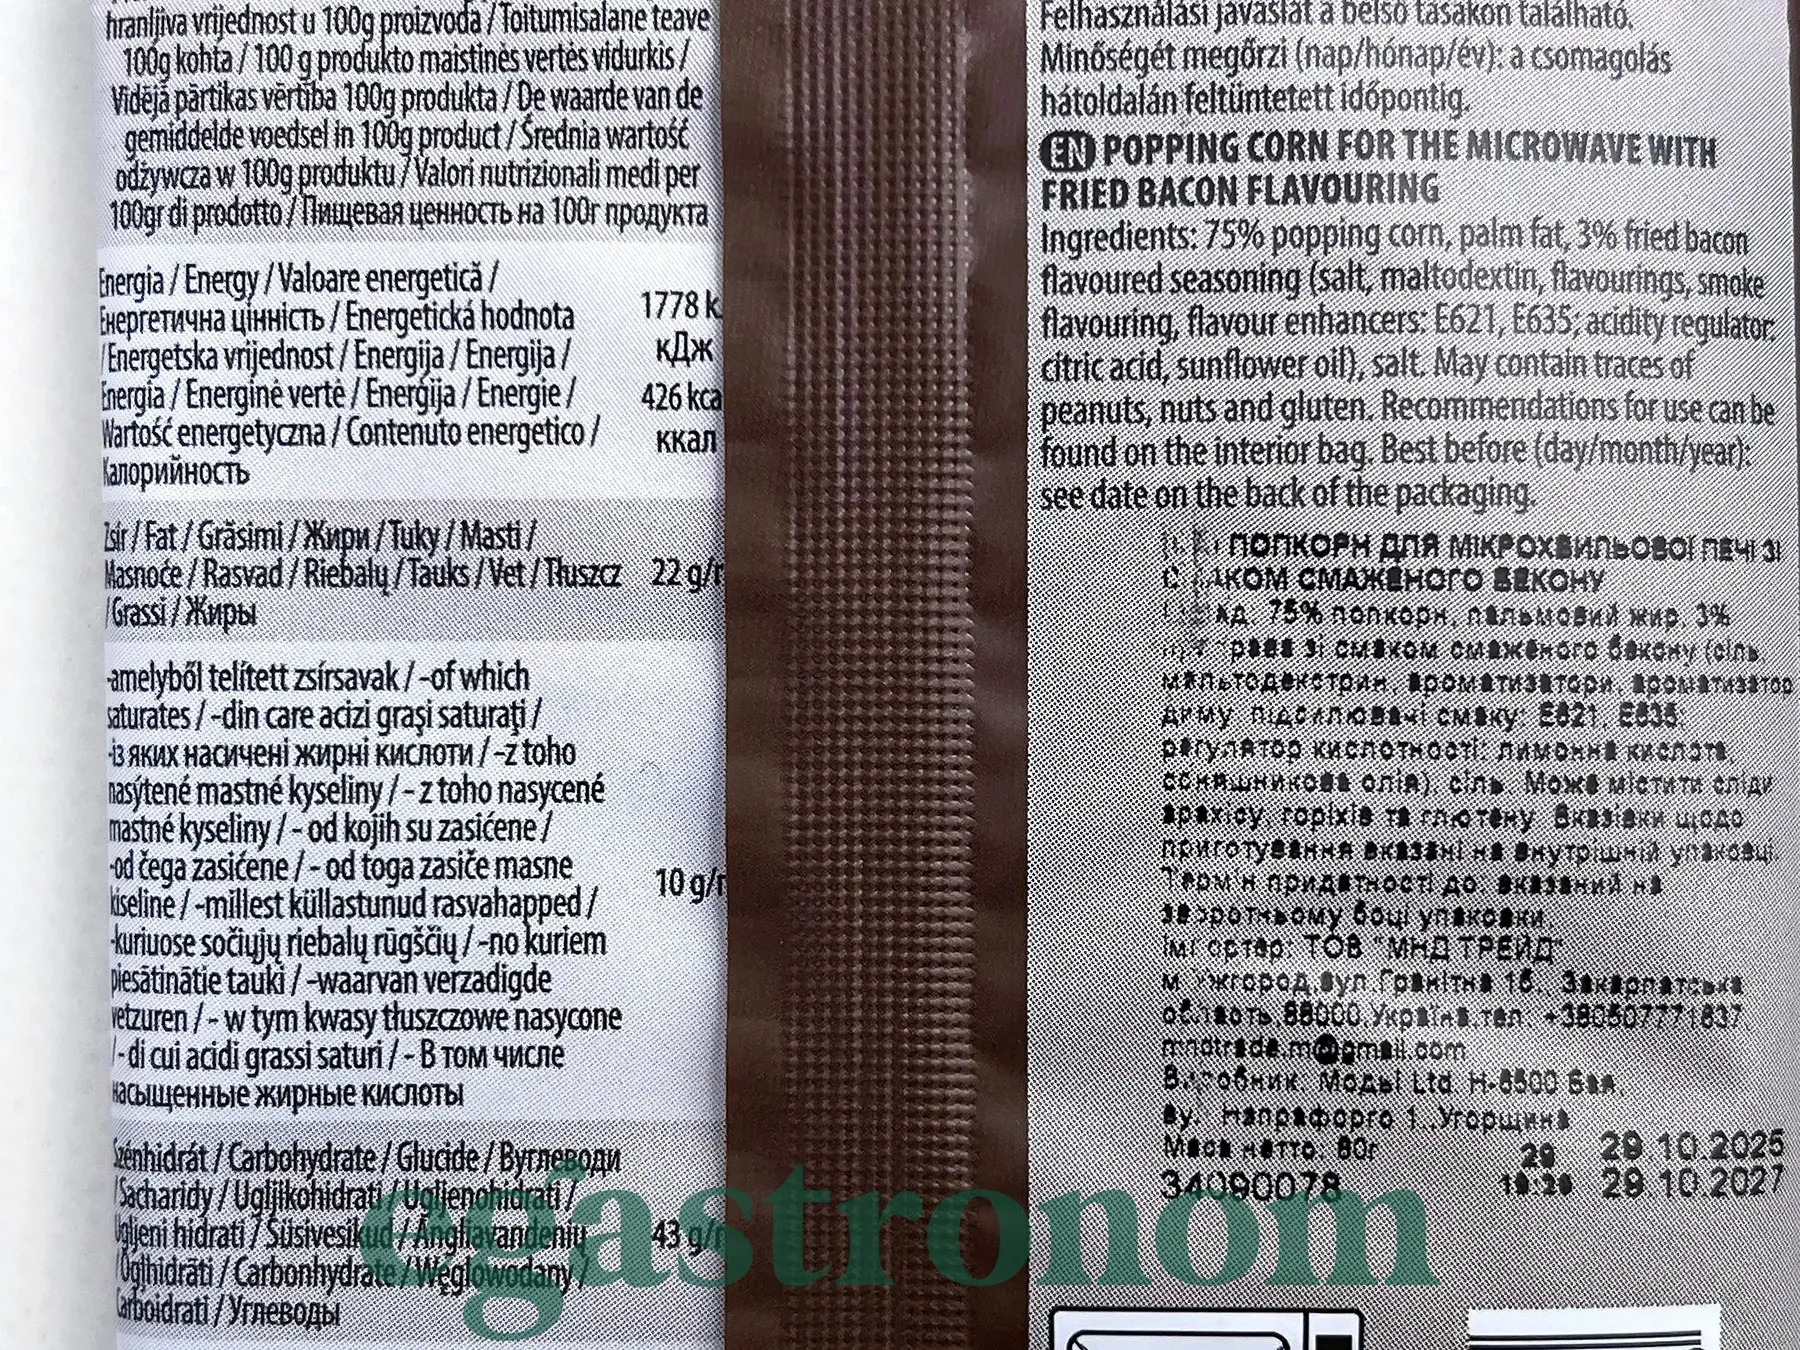 hranljiva vrijednost u 100g proizvoda / Toitumisalane teave
100g kohta / 100 g produkto maistinės vertės vidurkis /
Vidējā pārtikas vērtība 100g produkta / De waarde van de
gemiddelde voedsel in 100g product / Średnia wartość
odżywcza w 100g produktu / Valori nutrizionali medi per
100gr di prodotto / Пищевая ценность на 100г продукта
Energia / Energy / Valoare energetică /
Енергетична цінність / Energetická hodnota
/ Energetska vrijednost / Energija / Energija /
Energia / Energinė vertė / Enerģija / Energie /
Wartość energetyczna / Contenuto energetico /
Калорийность
1778 k
кДж
426 kca
ккал
Zsír / Fat / Grăsimi / Жири / Tuky / Masti /
Masnoće / Rasvad / Riebalų / Tauks / Vet / Tłuszcz
/ Grassi / Жиры
22 g/
-amelyből telített zsírsavak / -of which
saturates / -din care acizi graşi saturaţi /
-із яких насичені жирні кислоти / -z toho
nasýtené mastné kyseliny / - z toho nasycené
mastné kyseliny / - od kojih su zasićene /
-od čega zasićene / - od toga zasiče masne
kiseline / -millest küllastunud rasvahapped /
-kuriuose sočiųjų riebalų rūgščių / -no kuriem
piesātinātie tauki / -waarvan verzadigde
vetzuren / - w tym kwasy tłuszczowe nasycone
/ - di cui acidi grassi saturi / - В том числе
насыщенные жирные кислоты
10 g/
Szénhidrát / Carbohydrate / Glucide / Вуглеводи
/ Sacharidy / Ugljikohidrati / Ugljenohidrati /
Ugljeni hidrati / Süsivesikud / Angliavandenių
/ Ogļhidrāti / Carbonhydrate / Węglowodany /
Carboidrati / Углеводы
43 g/
Felhasználási javaslat a belső tasakon található.
Minőségét megőrzi (nap/hónap/év): a csomagolás
hátoldalán feltüntetett időpontig.
EN POPPING CORN FOR THE MICROWAVE WITH
FRIED BACON FLAVOURING
Ingredients: 75% popping corn, palm fat, 3% fried bacon
flavoured seasoning (salt, maltodextin, flavourings, smoke
flavouring, flavour enhancers: E621, E635; acidity regulator:
citric acid, sunflower oil), salt. May contain traces of
peanuts, nuts and gluten. Recommendations for use can be
found on the interior bag. Best before (day/month/year):
see date on the back of the packaging.
ПОПКОРН ДЛЯ МІКРОХВИЛЬОВОЇ ПЕЧІ ЗІ
СМАЖЕНОГО БЕКОНУ
75% попкорн, пальмовий жир, 3%
зі смаком смаженого бекону (сіль,
мальтодекстрин, ароматизатори, ароматизатор
диму, підсилювачі смаку: E621, E635;
регулятор кислотності: лимонна кислота,
соняшникова олія), сіль. Може містити сліди
арахісу, горіхів та глютену. Вказівки щодо
приготування вказані на внутрішній упаковці.
Термін придатності до: вказаний на
зворотньому боці упаковки.
Імпортер: ТОВ "МНД ТРЕЙД"
м. Ужгород, вул. Гранітна 15, Закарпатська
область, 88000, Україна, тел: +380507771637
mndtrade.m@gmail.com
Виробник: Ltd. H-6500 Бая,
ву. 1, Угорщина
Маса нетто: 80г
34090078
29
29.10.2025
29.10.2027
egastronom